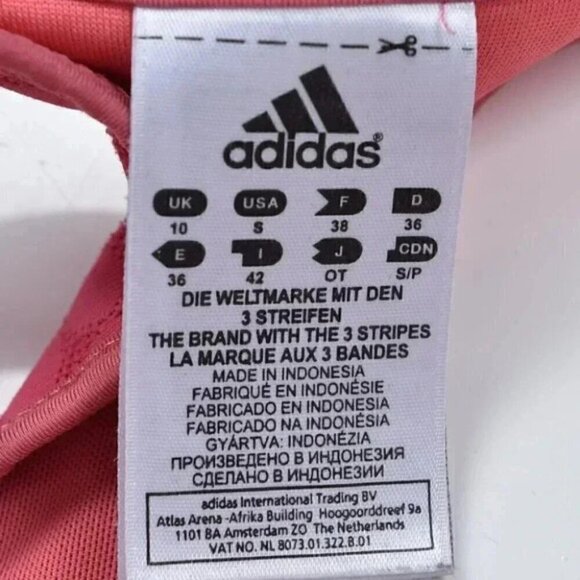 adidas®
UK USA F D
10 S 38 36
E I J CDN
36 42 OT S/P
DIE WELTMARKE MIT DEN
3 STREIFEN
THE BRAND WITH THE 3 STRIPES
LA MARQUE AUX 3 BANDES
MADE IN INDONESIA
FABRIQUÉ EN INDONÉSIE
FABRICADO EN INDONESIA
FABRICADO NA INDONÉSIA
GYÁRTVA: INDONÉZIA
ПРОИЗВЕДЕНО В ИНДОНЕЗИЯ
СДЕЛАНО В ИНДОНЕЗИИ
adidas International Trading BV
Atlas Arena -Afrika Building Hoogoorddreef 9a
1101 BA Amsterdam ZO The Netherlands
VAT NO. NL 8073.01.322.B.01